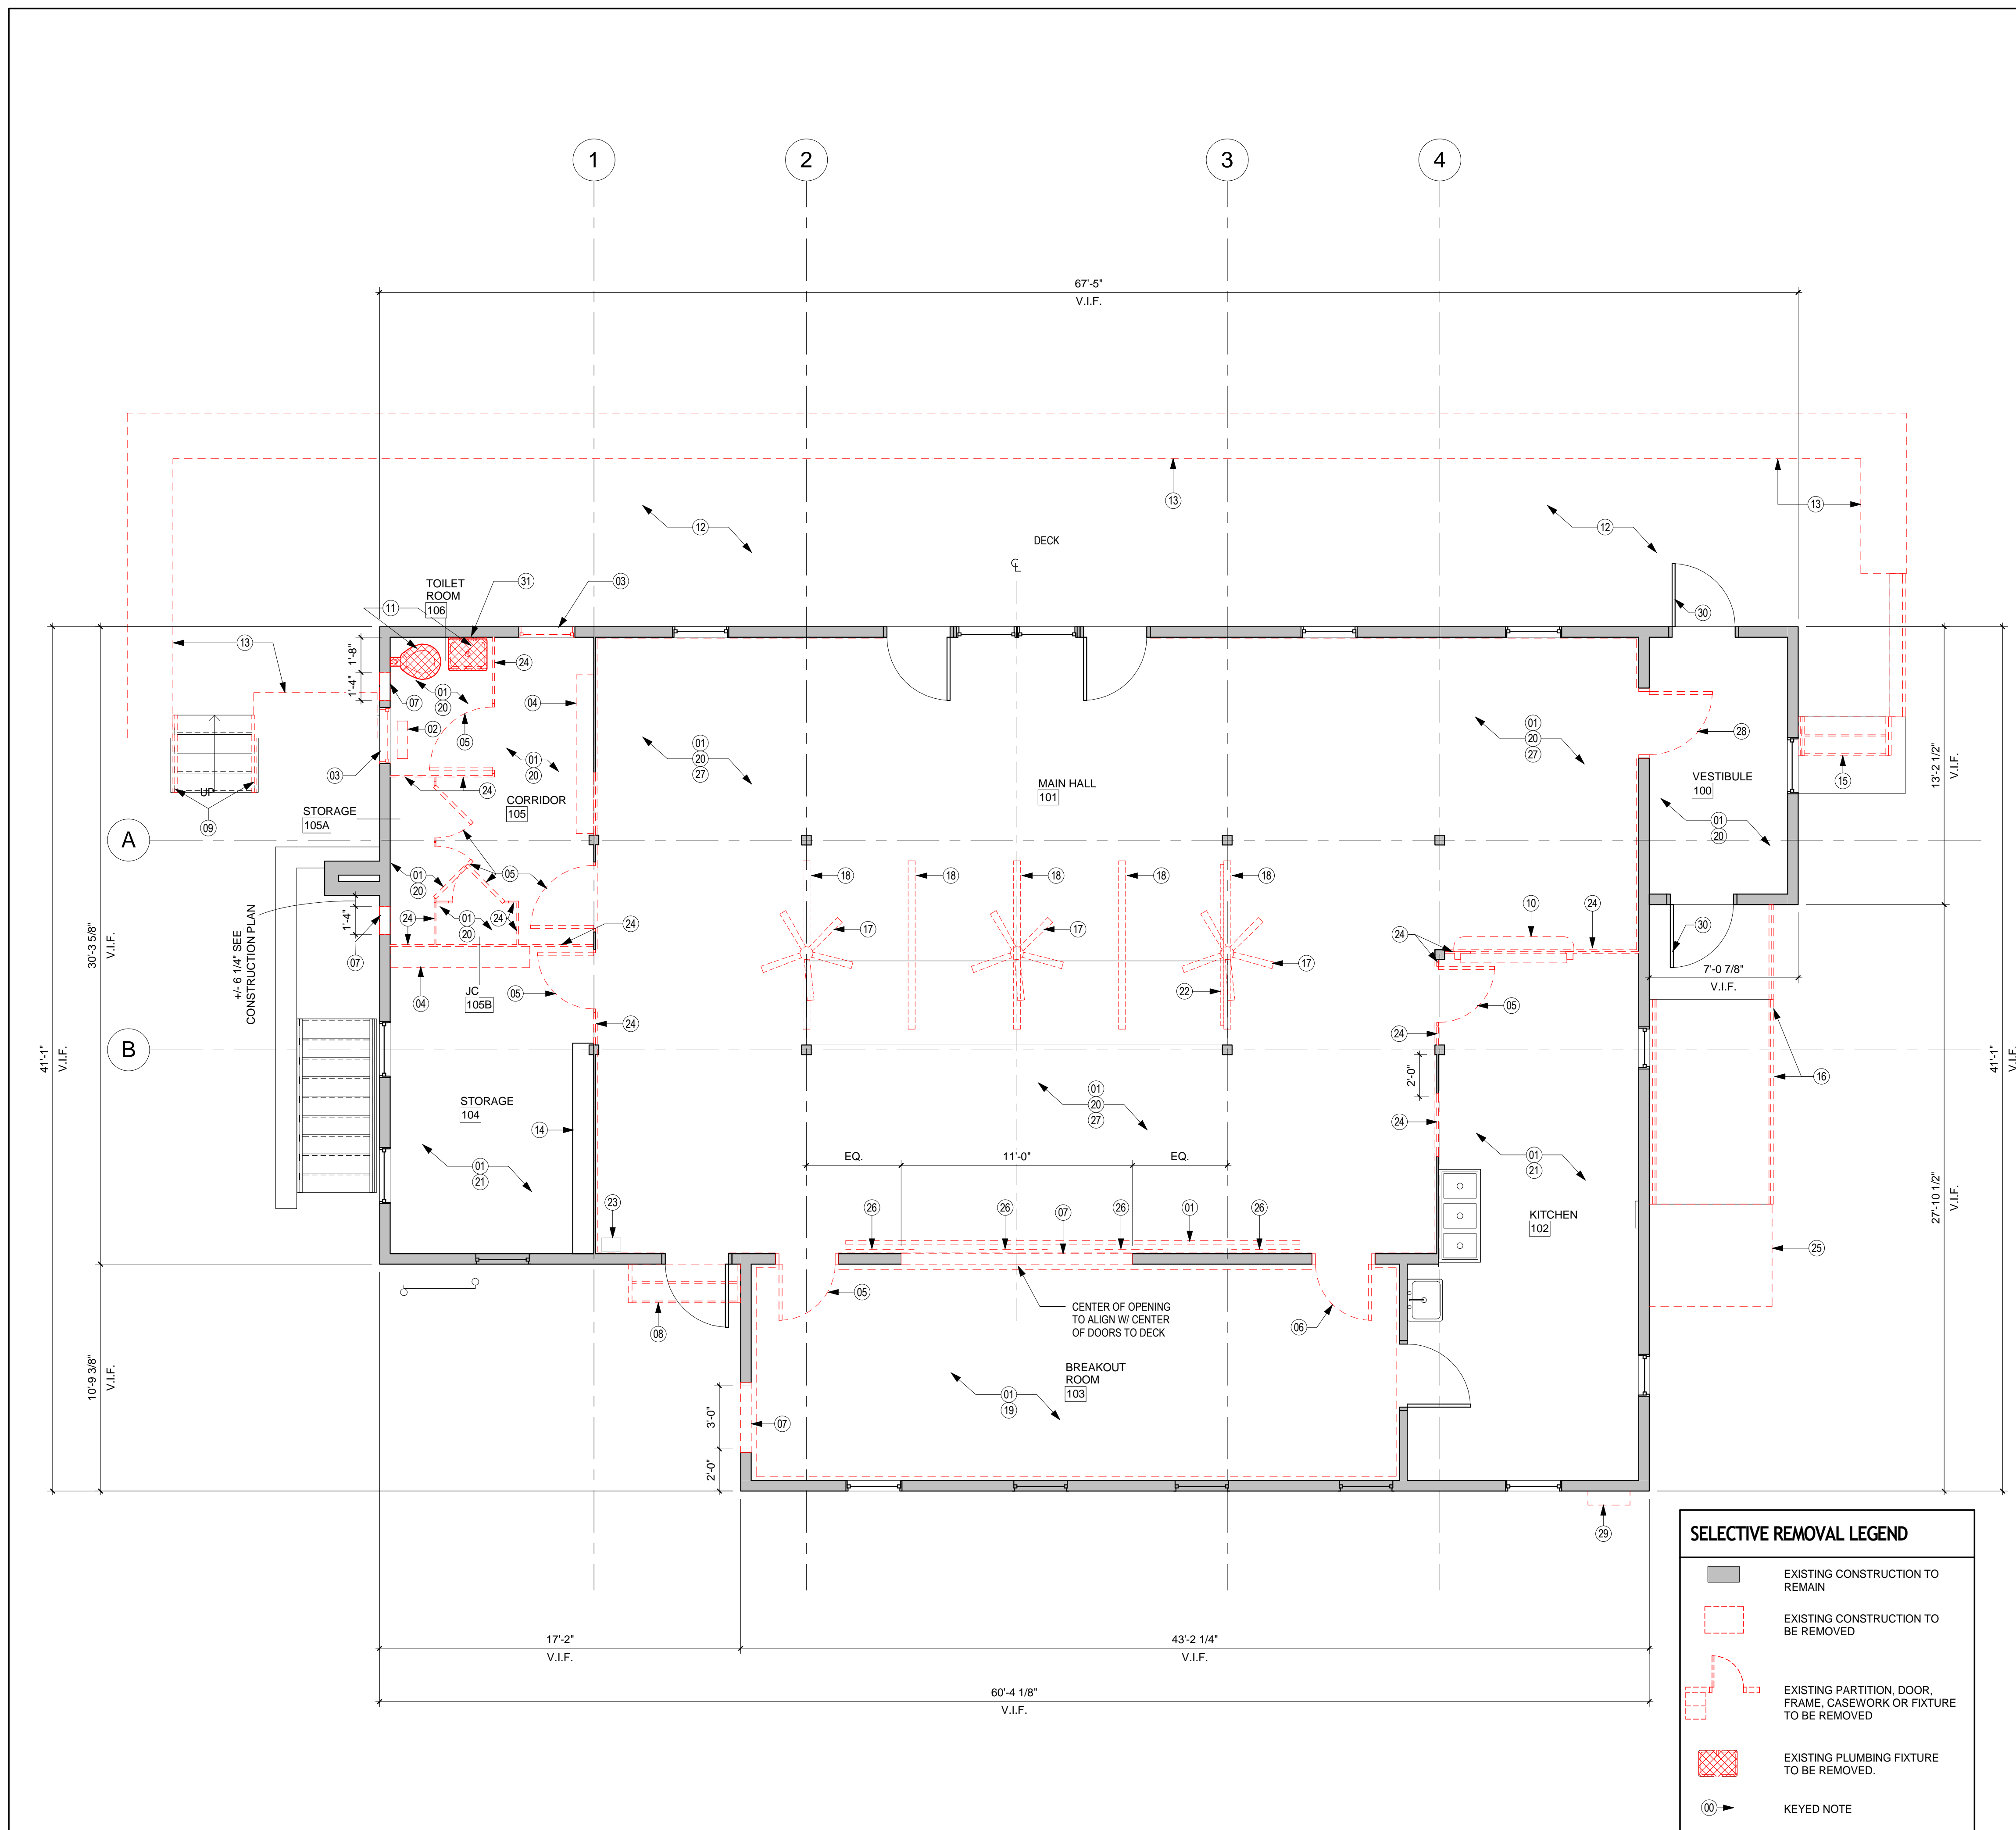 1
2
3
4
67'-5"
V.I.F.
13
13
12
12
DECK
℄
TOILET
ROOM
106
31
03
11
30
13
24
1'-8"
1'-4"
01
20
07
04
02
05
01
20
01
20
27
01
20
27
28
03
24
MAIN HALL
101
VESTIBULE
100
15
13'-2 1/2"
V.I.F.
UP
09
STORAGE
105A
CORRIDOR
105
01
20
A
01
20
05
18
18
18
18
18
1'-4"
24
01
20
24
24
17
17
17
10
24
24
30
+/- 6 1/4" SEE
CONSTRUCTION PLAN
07
04
JC
105B
05
22
05
7'-0 7/8"
V.I.F.
30'-3 5/8"
V.I.F.
24
24
B
41'-1"
V.I.F.
41'-1"
V.I.F.
16
2'-0"
01
20
27
STORAGE
104
14
24
01
21
EQ.
11'-0"
EQ.
01
21
23
26
26
07
26
01
26
KITCHEN
102
27'-10 1/2"
V.I.F.
25
08
05
CENTER OF OPENING
TO ALIGN W/ CENTER
OF DOORS TO DECK
06
10'-9 3/8"
V.I.F.
BREAKOUT
ROOM
103
01
19
3'-0"
07
2'-0"
29
17'-2"
V.I.F.
43'-2 1/4"
V.I.F.
60'-4 1/8"
V.I.F.
SELECTIVE REMOVAL LEGEND
EXISTING CONSTRUCTION TO
REMAIN
EXISTING CONSTRUCTION TO
BE REMOVED
EXISTING PARTITION, DOOR,
FRAME, CASEWORK OR FIXTURE
TO BE REMOVED
EXISTING PLUMBING FIXTURE
TO BE REMOVED.
00
KEYED NOTE